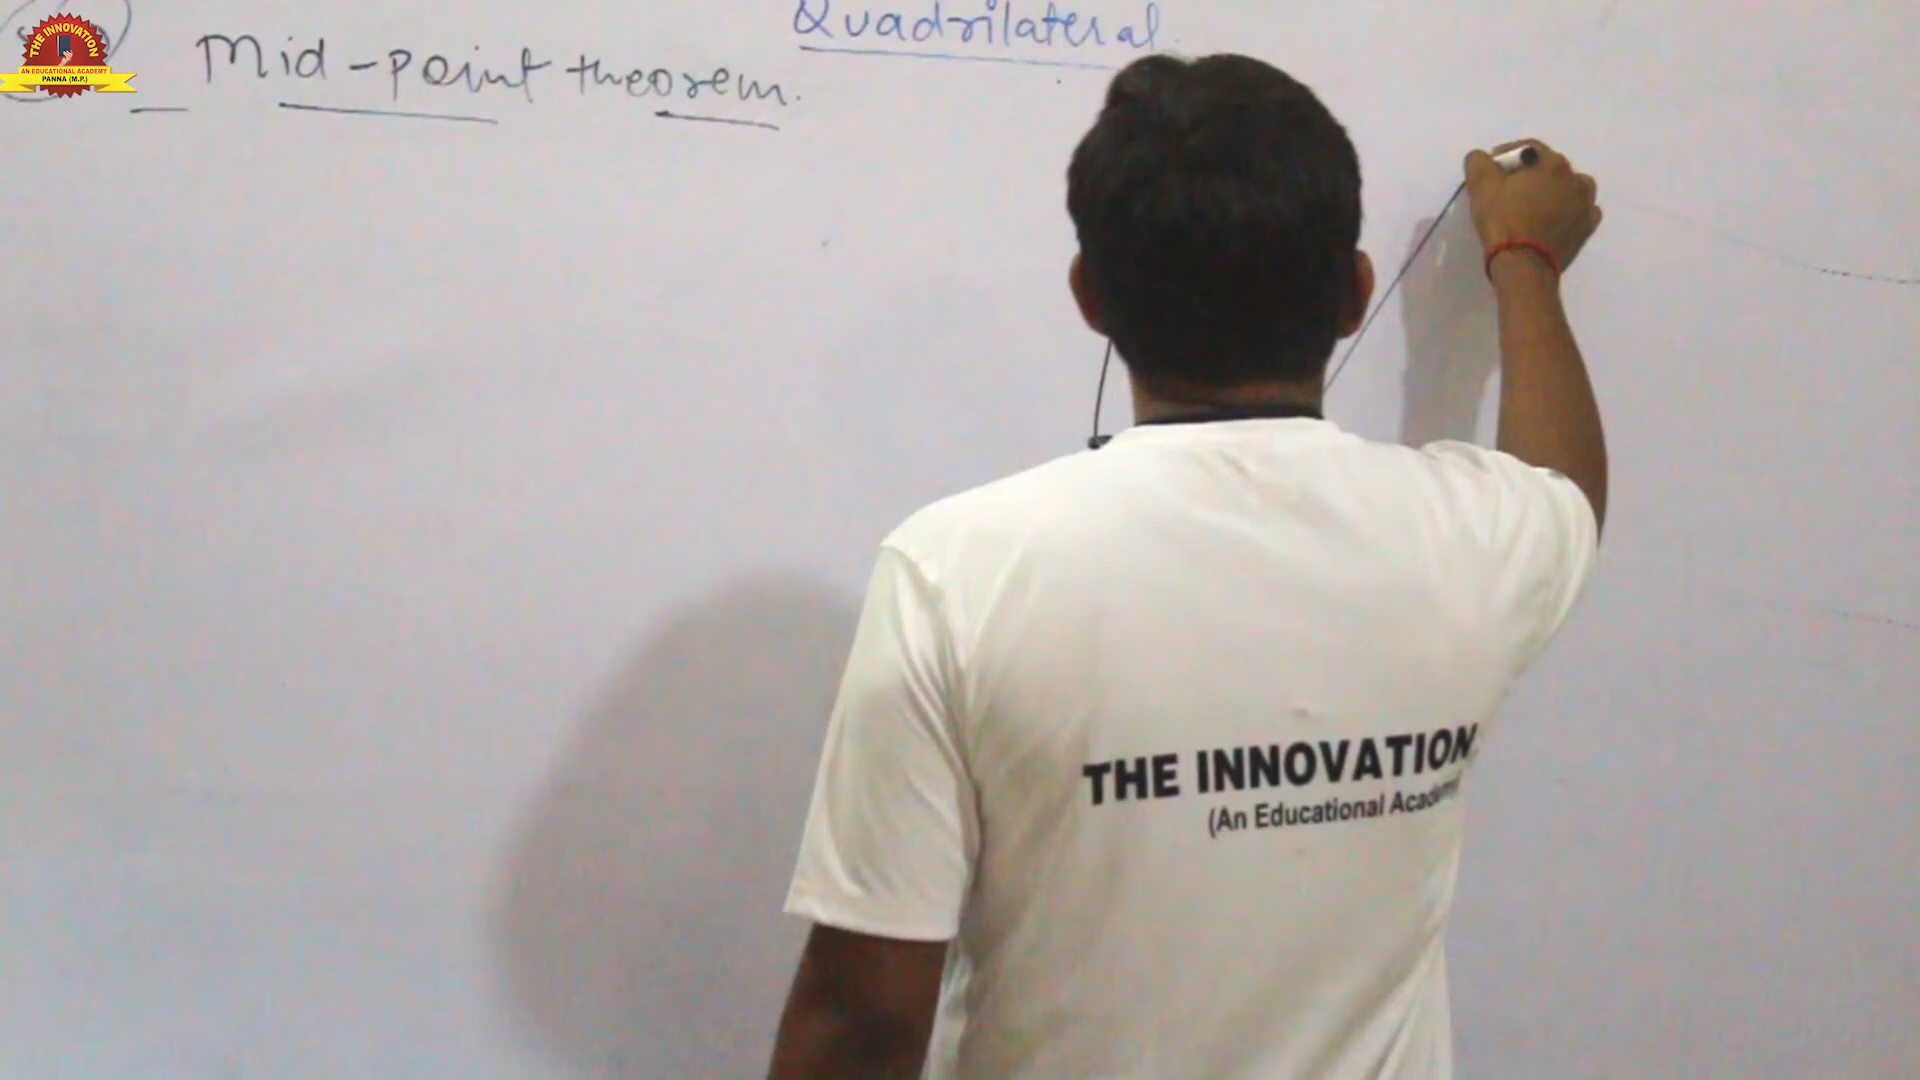 THE INNOVATION
AN EDUCATIONAL ACADEMY
PANNA (M.P.)
Quadrilateral
Mid-point theorem.
THE INNOVATION
(An Educational Academy